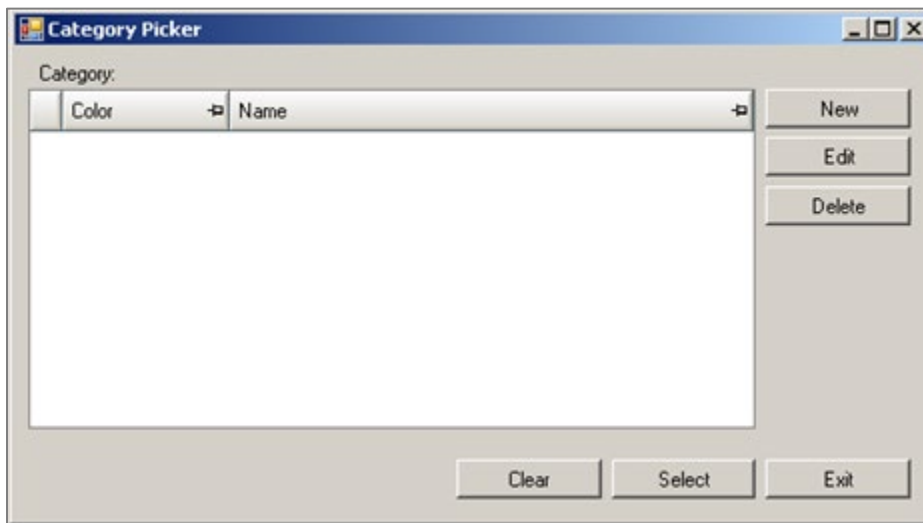 Category Picker
Category:
Color Name
New
Edit
Delete
Clear Select Exit